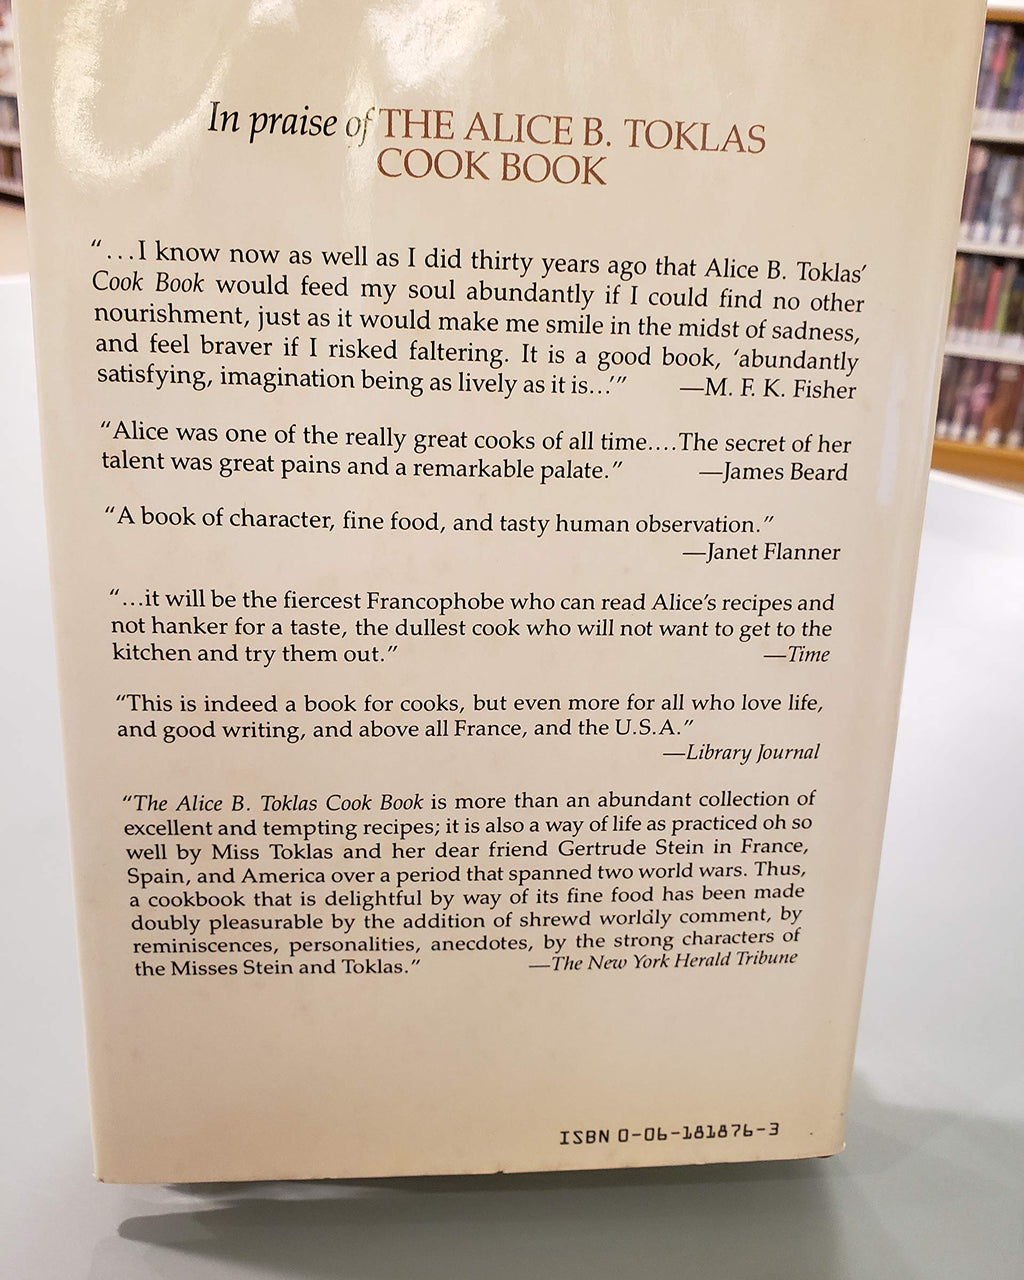 In praise of THE ALICE B. TOKLAS
COOK BOOK
“...I know now as well as I did thirty years ago that Alice B. Toklas’
Cook Book would feed my soul abundantly if I could find no other
nourishment, just as it would make me smile in the midst of sadness,
and feel braver if I risked faltering. It is a good book, ‘abundantly
satisfying, imagination being as lively as it is...’” —M. F. K. Fisher
“Alice was one of the really great cooks of all time....The secret of her
talent was great pains and a remarkable palate.” —James Beard
“A book of character, fine food, and tasty human observation.”
—Janet Flanner
“...it will be the fiercest Francophobe who can read Alice’s recipes and
not hanker for a taste, the dullest cook who will not want to get to the
kitchen and try them out.” —Time
“This is indeed a book for cooks, but even more for all who love life,
and good writing, and above all France, and the U.S.A.”
—Library Journal
“The Alice B. Toklas Cook Book is more than an abundant collection of
excellent and tempting recipes; it is also a way of life as practiced oh so
well by Miss Toklas and her dear friend Gertrude Stein in France,
Spain, and America over a period that spanned two world wars. Thus,
a cookbook that is delightful by way of its fine food has been made
doubly pleasurable by the addition of shrewd worldly comment, by
reminiscences, personalities, anecdotes, by the strong characters of
the Misses Stein and Toklas.” —The New York Herald Tribune
ISBN 0-06-181876-3